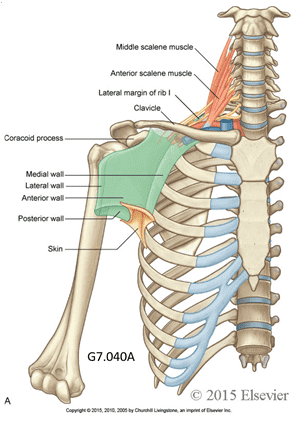 Middle scalene muscle
Anterior scalene muscle
Lateral margin of rib I
Clavicle
Coracoid process
Medial wall
Lateral wall
Anterior wall
Posterior wall
Skin
G7.040A
© 2015 Elsevier
A
Copyright © 2015, 2010, 2005 by Churchill Livingstone, an imprint of Elsevier Inc.